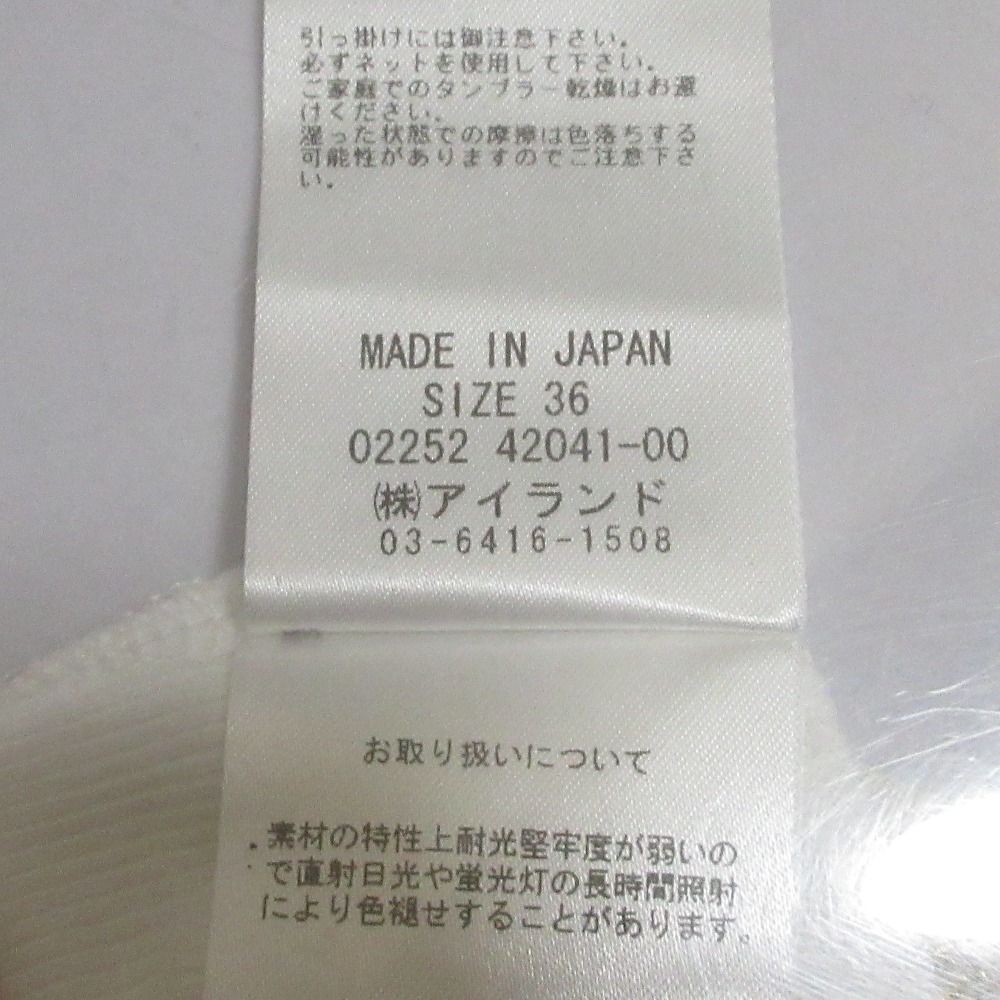 引っ掛けには御注意下さい。
必ずネットを使用して下さい。
ご家庭でのタンブラー乾燥はお避
けください。
湿った状態での摩擦は色落ちする
可能性がありますのでご注意下さ
い。
MADE IN JAPAN
SIZE 36
02252 42041-00
㈱アイランド
03-6416-1508
お取り扱いについて
・素材の特性上耐光堅牢度が弱いの
で直射日光や蛍光灯の長時間照射
により色褪せすることがあります。